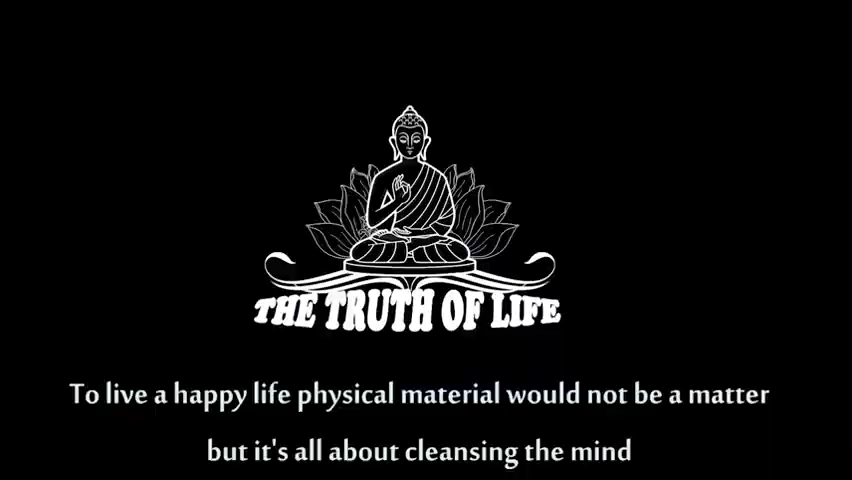 THE TRUTH OF LIFE
To live a happy life physical material would not be a matter
but it's all about cleansing the mind